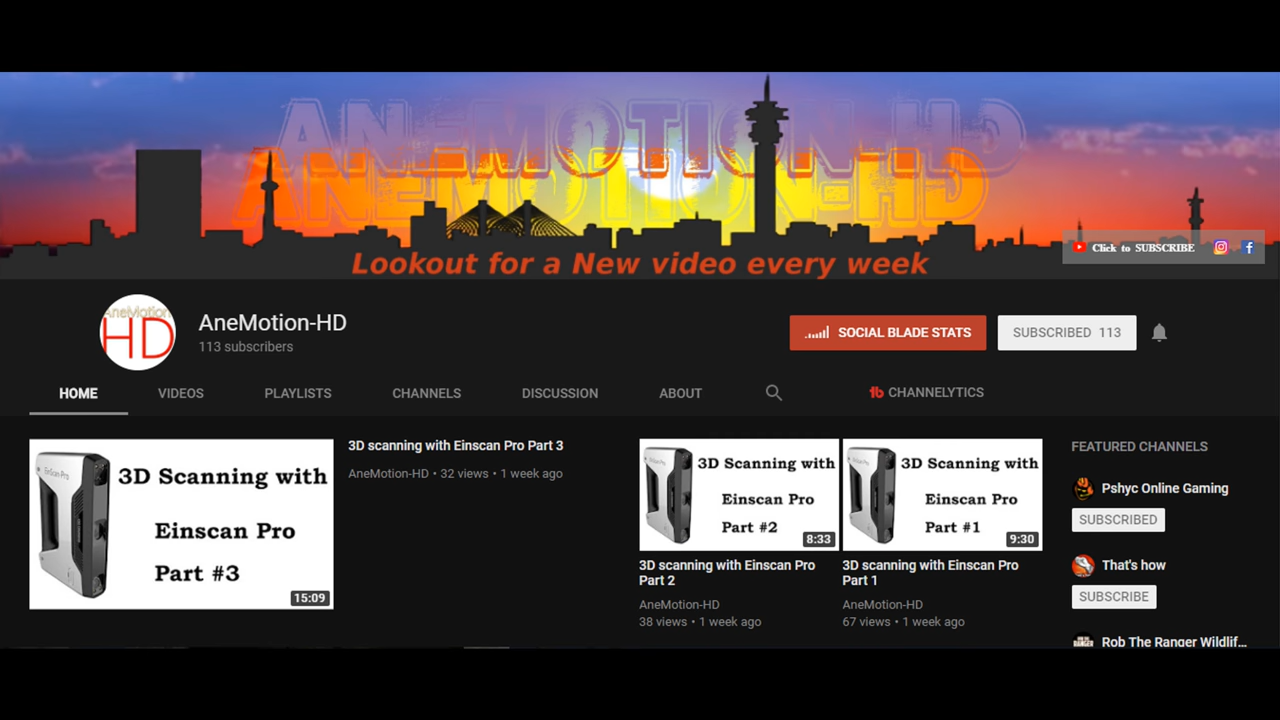 ANEMOTION-HD
ANEMOTION-HD
Lookout for a New video every week
Click to SUBSCRIBE
AneMotion
HD
AneMotion-HD
113 subscribers
SOCIAL BLADE STATS
SUBSCRIBED 113
HOME
VIDEOS
PLAYLISTS
CHANNELS
DISCUSSION
ABOUT
CHANNELYTICS
EinScan Pro
3D Scanning with
Einscan Pro
Part #3
15:09
3D scanning with Einscan Pro Part 3
AneMotion-HD • 32 views • 1 week ago
3D Scanning with
Einscan Pro
Part #2
8:33
3D scanning with Einscan Pro
Part 2
AneMotion-HD
38 views • 1 week ago
3D Scanning with
Einscan Pro
Part #1
9:30
3D scanning with Einscan Pro
Part 1
AneMotion-HD
67 views • 1 week ago
FEATURED CHANNELS
Pshyc Online Gaming
SUBSCRIBED
That's how
SUBSCRIBE
Rob The Ranger Wildlif...